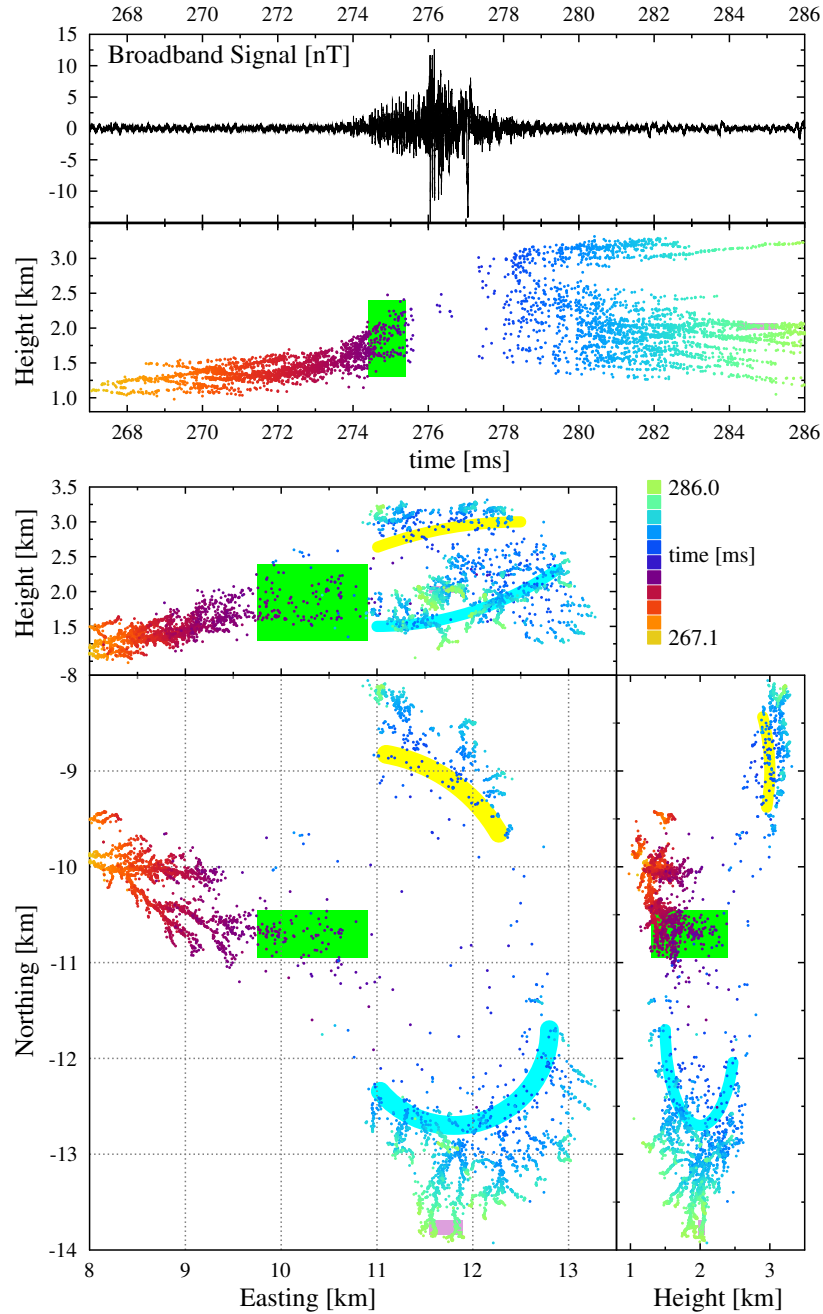 268 270 272 274 276 278 280 282 284 286
Broadband Signal [nT]
15
10
5
0
-5
-10
Height [km]
3.0
2.5
2.0
1.5
1.0
268 270 272 274 276 278 280 282 284 286
time [ms]
Height [km]
3.5
3.0
2.5
2.0
1.5
286.0
time [ms]
267.1
Northing [km]
-8
-9
-10
-11
-12
-13
-14
8 9 10 11 12 13
Easting [km]
1 2 3
Height [km]